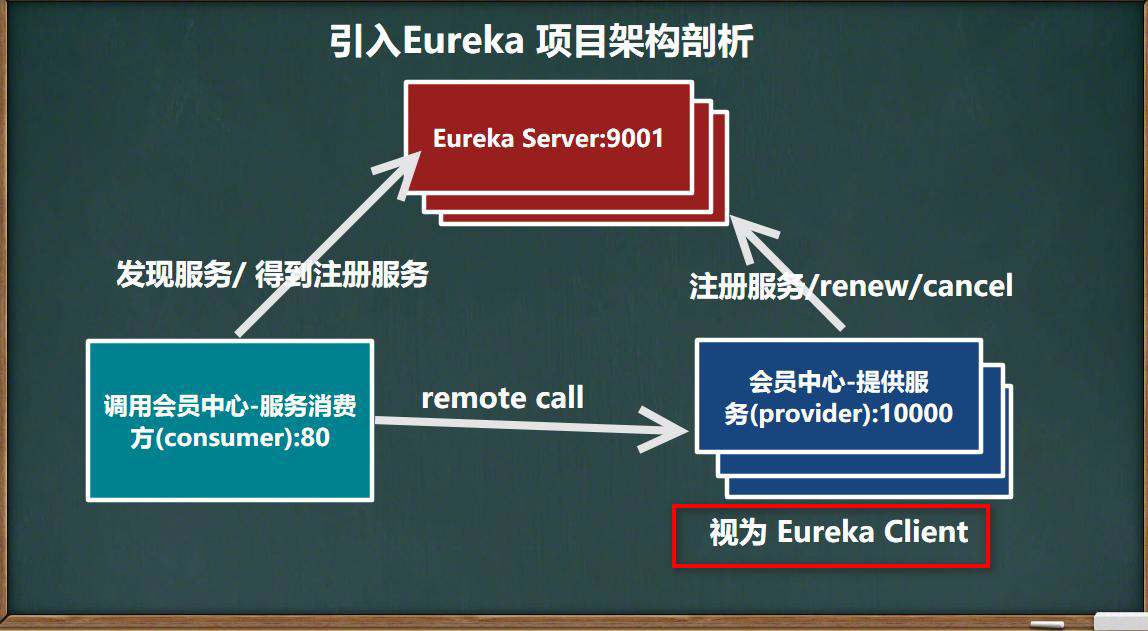 引入Eureka 项目架构剖析
Eureka Server:9001
发现服务/ 得到注册服务
注册服务/renew/cancel
调用会员中心-服务消费
方(consumer):80
remote call
会员中心-提供服
务(provider):10000
视为 Eureka Client